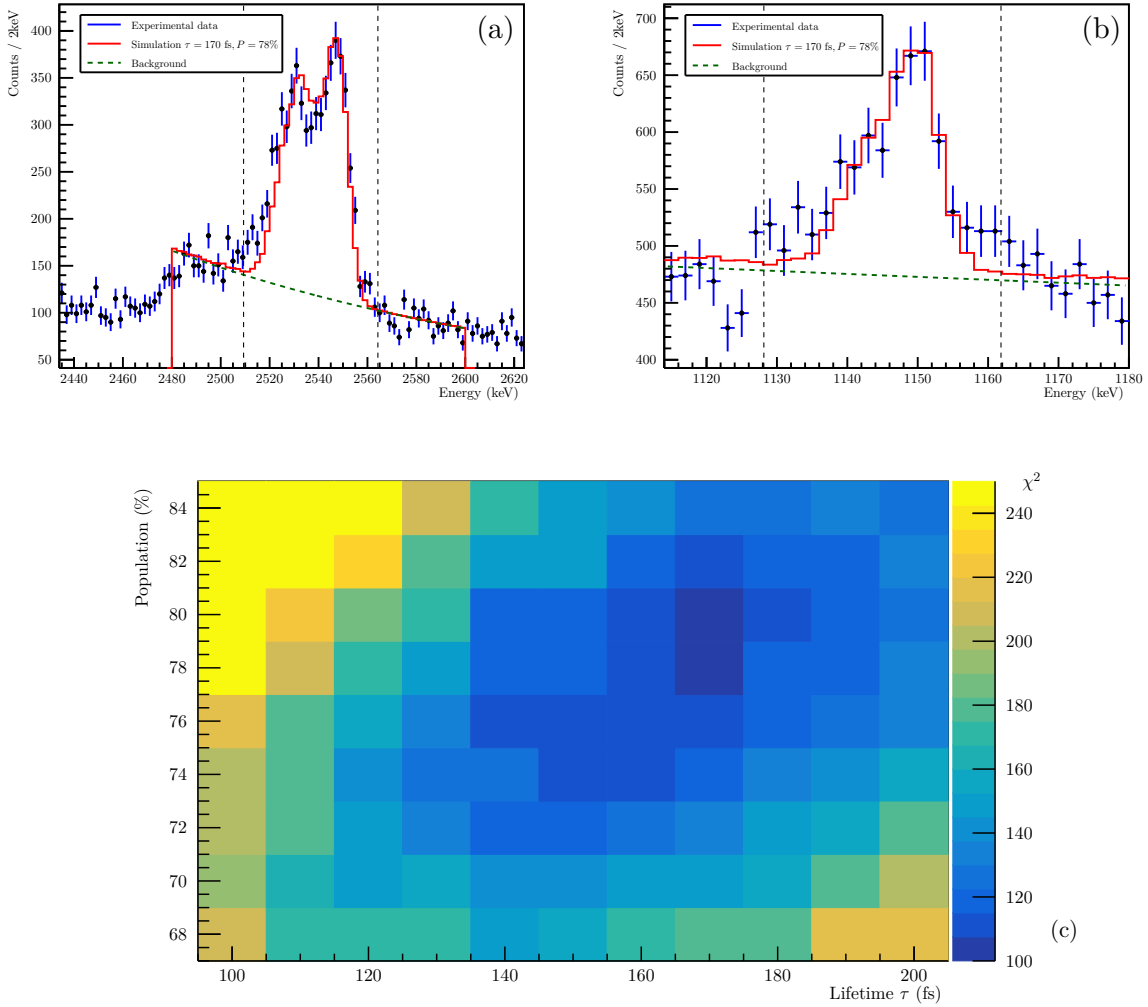 (a)
Experimental data
Simulation τ = 170 fs, P = 78%
Background
Counts / 2keV
400
350
300
250
200
150
100
50
2440 2460 2480 2500 2520 2540 2560 2580 2600 2620
Energy (keV)
(b)
Experimental data
Simulation τ = 170 fs, P = 78%
Background
Counts / 2keV
700
650
600
550
500
450
400
1120 1130 1140 1150 1160 1170 1180
Energy (keV)
Population (%)
84
82
80
78
76
74
72
70
68
100 120 140 160 180 200
Lifetime τ (fs)
χ²
240
220
200
180
160
140
120
100
(c)